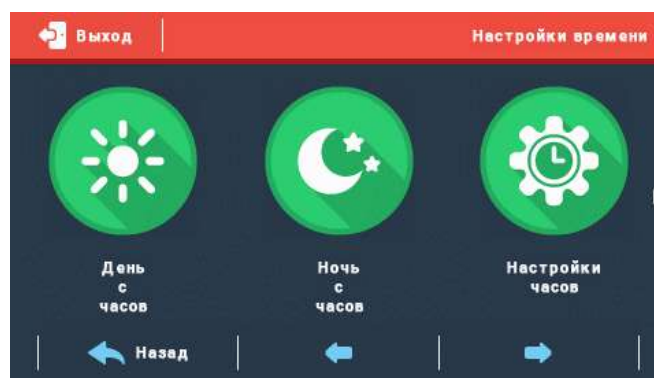 Выход
Настройки времени
День
с
часов
Ночь
с
часов
Настройки
часов
Назад